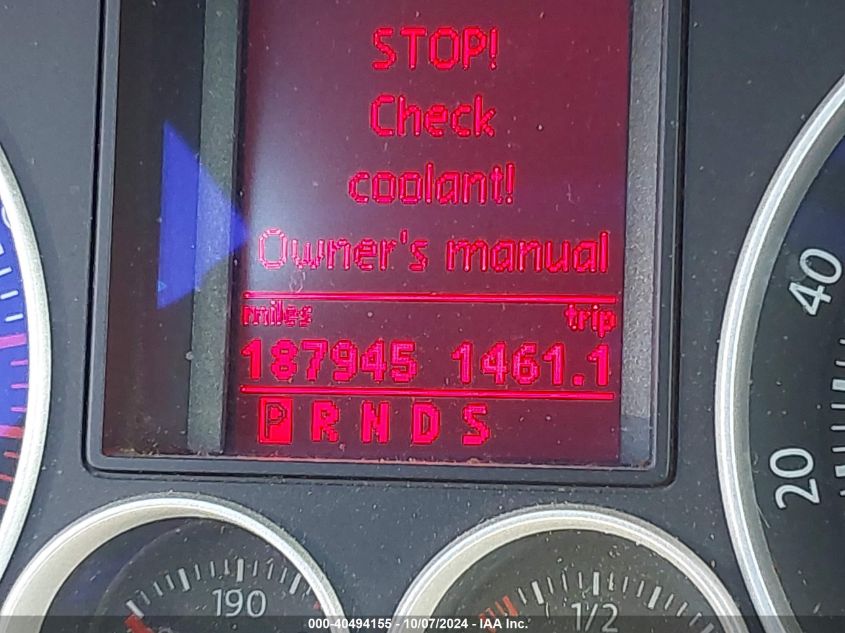 STOP!
Check
coolant!
Owner's manual
miles trip
187945 1461.1
P R N D S
40
20
190
1/2
000-40494155 - 10/07/2024 - IAA Inc.